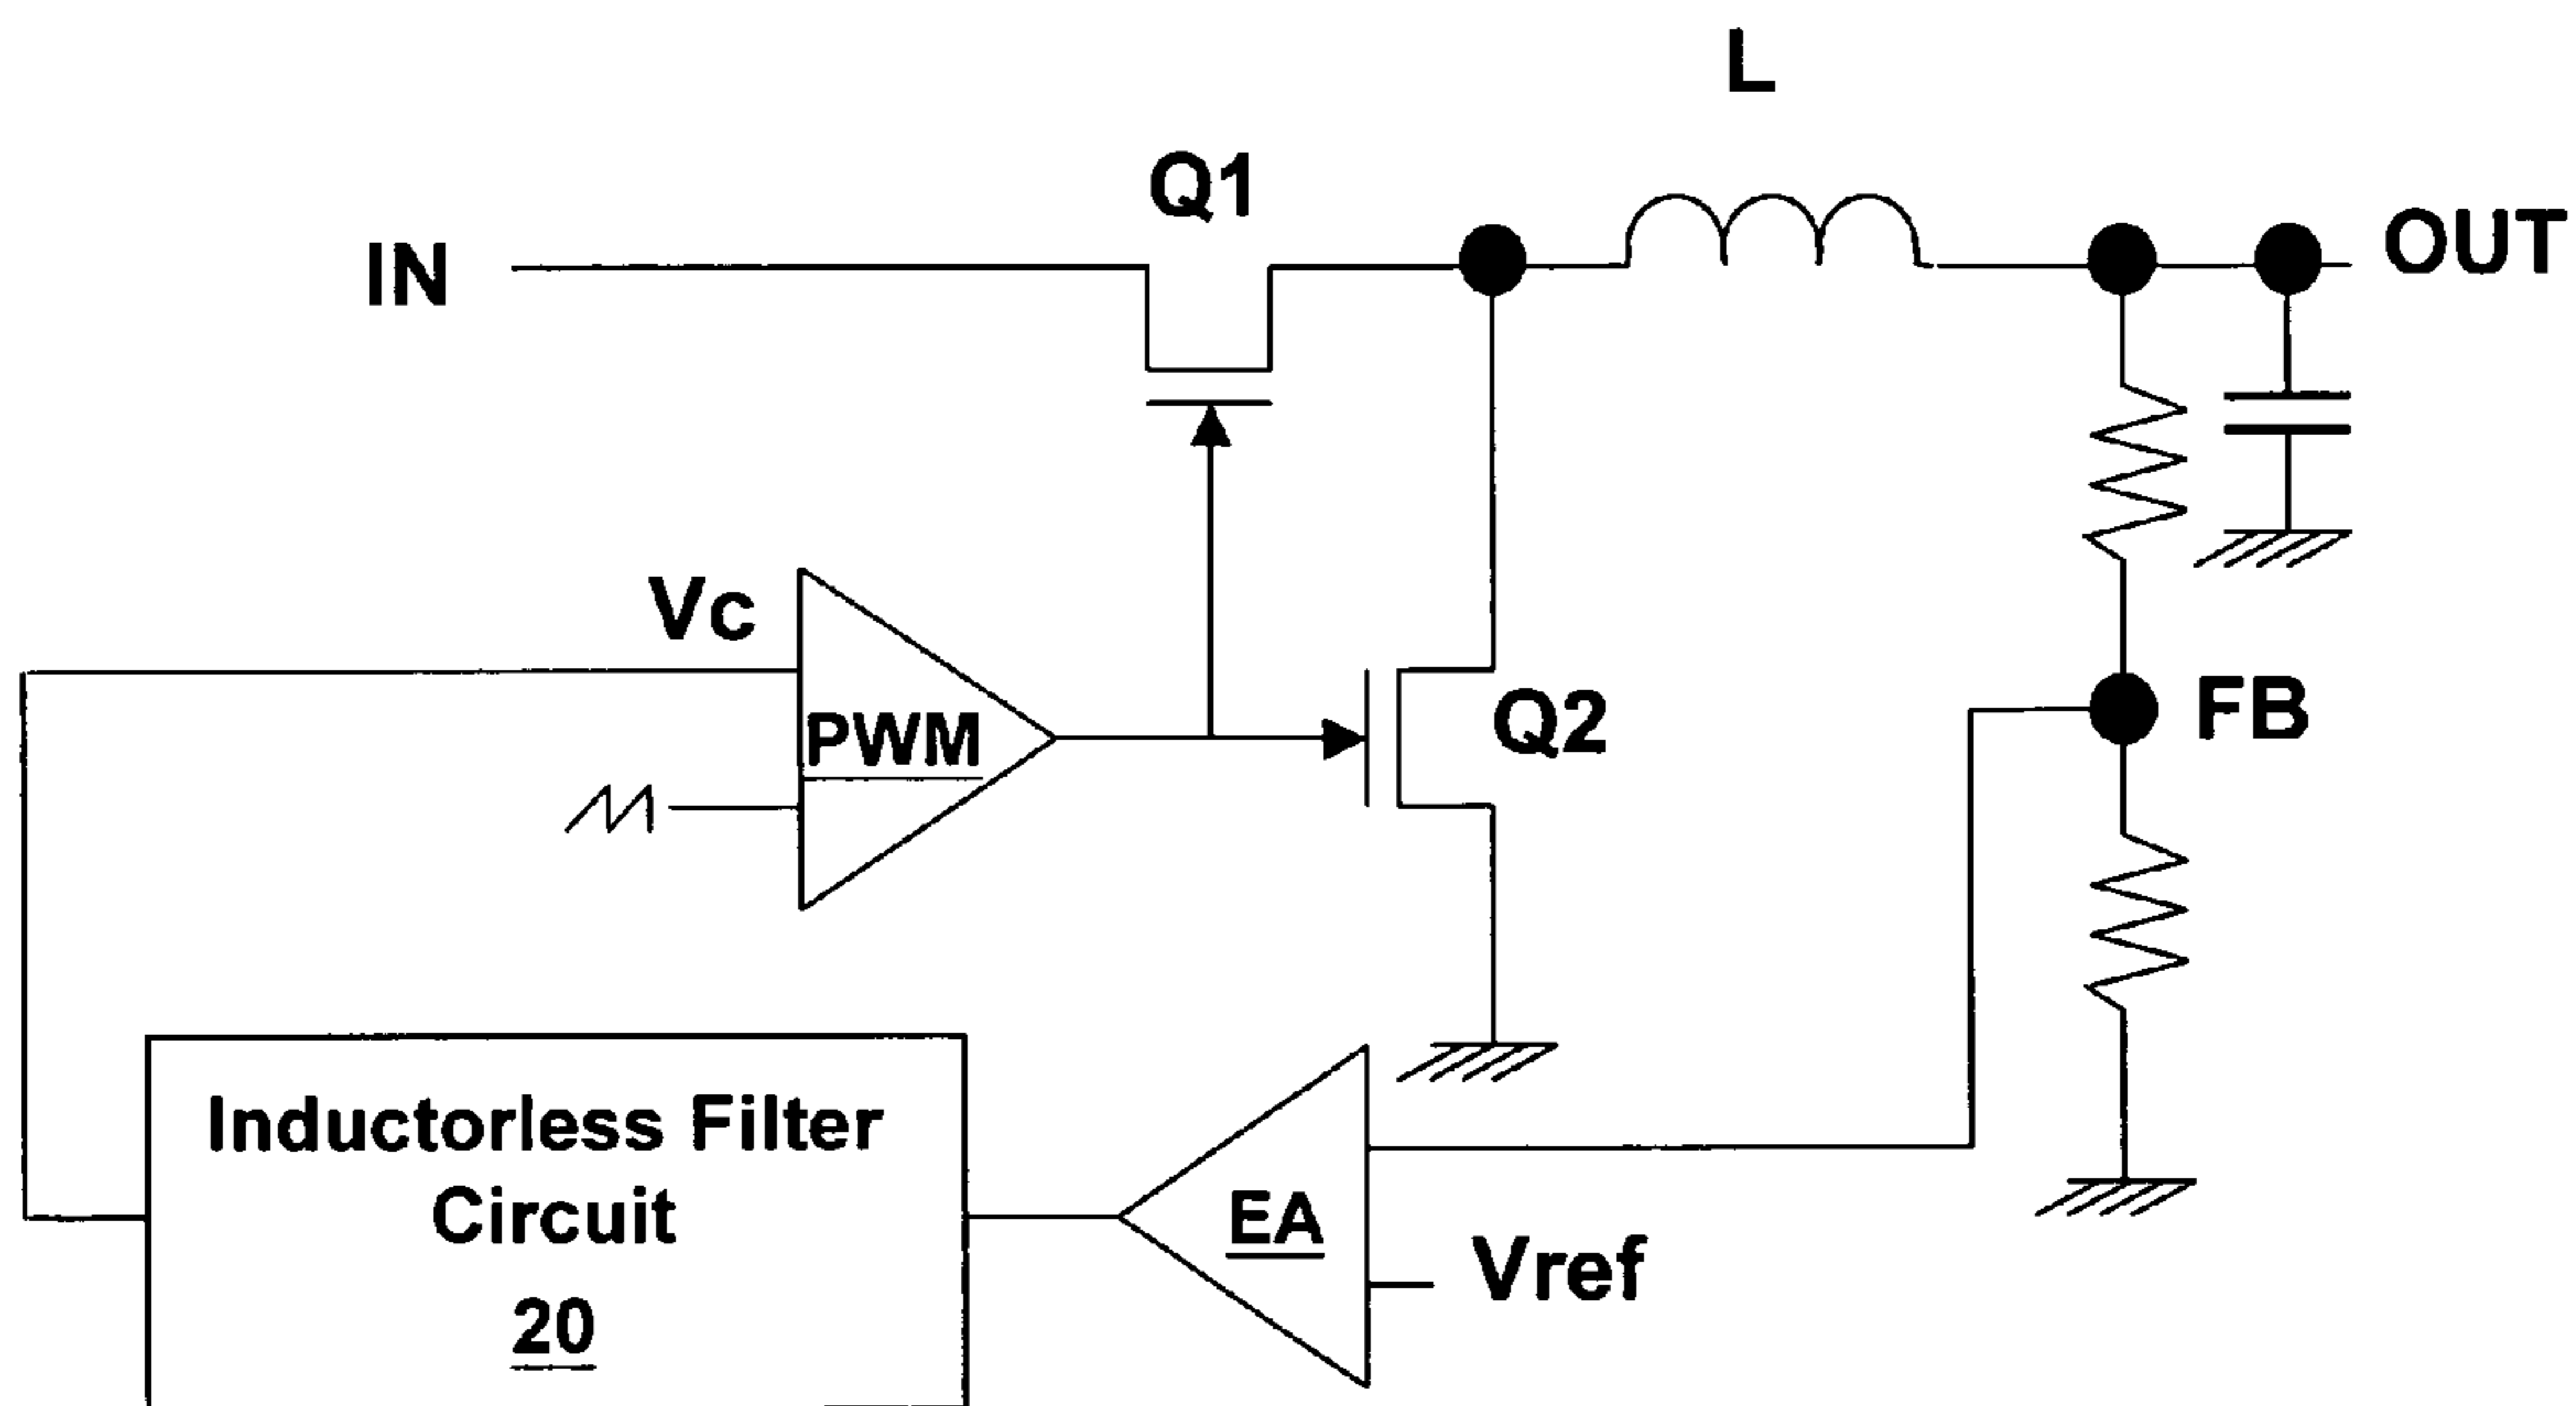 L
Q1
IN
OUT
Vc
PWM
Q2
FB
Inductorless Filter
Circuit
20
EA
Vref